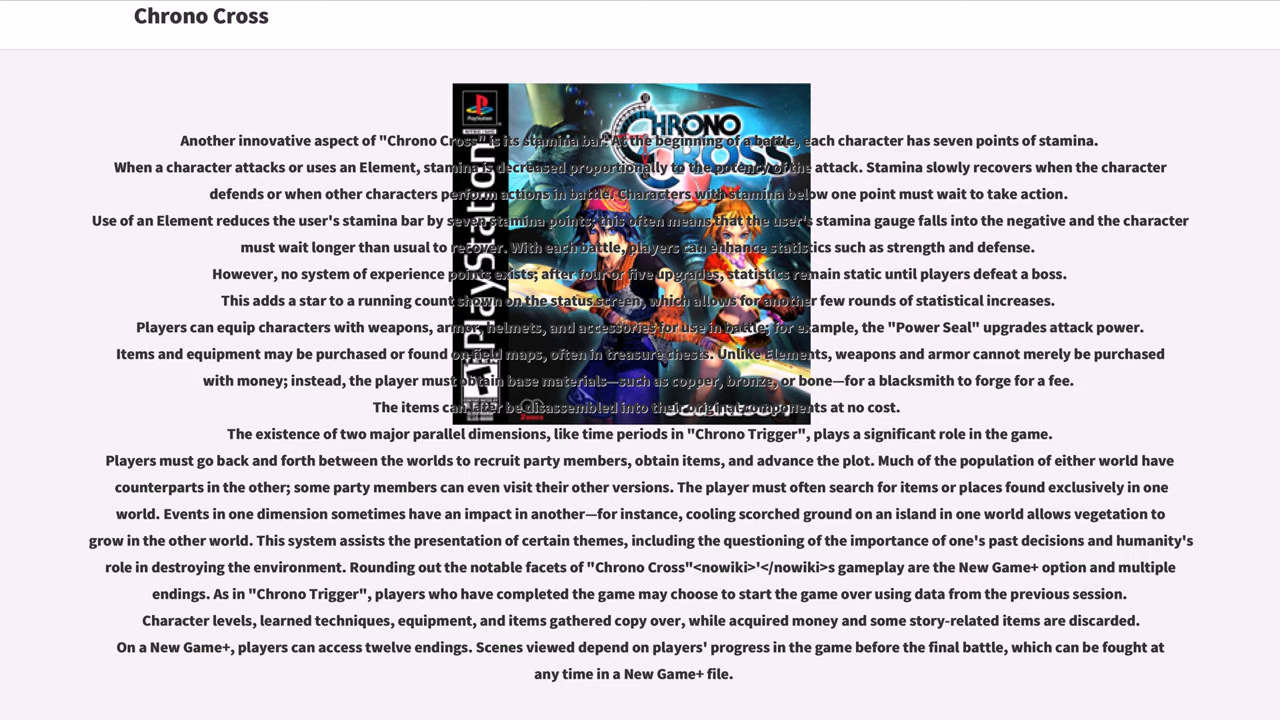 Chrono Cross
PlayStation
CHRONO
CROSS
PlayStation
Another innovative aspect of "Chrono Cross" is its stamina bar. At the beginning of a battle, each character has seven points of stamina.
When a character attacks or uses an Element, stamina is decreased proportionally to the potency of the attack. Stamina slowly recovers when the character
defends or when other characters perform actions in battle. Characters with stamina below one point must wait to take action.
Use of an Element reduces the user's stamina bar by seven stamina points; this often means that the user's stamina gauge falls into the negative and the character
must wait longer than usual to recover. With each battle, players can enhance statistics such as strength and defense.
However, no system of experience points exists; after four or five upgrades, statistics remain static until players defeat a boss.
This adds a star to a running count shown on the status screen, which allows for another few rounds of statistical increases.
Players can equip characters with weapons, armor, helmets, and accessories for use in battle; for example, the "Power Seal" upgrades attack power.
Items and equipment may be purchased or found on field maps, often in treasure chests. Unlike Elements, weapons and armor cannot merely be purchased
with money; instead, the player must obtain base materials—such as copper, bronze, or bone—for a blacksmith to forge for a fee.
The items can later be disassembled into their original components at no cost.
The existence of two major parallel dimensions, like time periods in "Chrono Trigger", plays a significant role in the game.
Players must go back and forth between the worlds to recruit party members, obtain items, and advance the plot. Much of the population of either world have
counterparts in the other; some party members can even visit their other versions. The player must often search for items or places found exclusively in one
world. Events in one dimension sometimes have an impact in another—for instance, cooling scorched ground on an island in one world allows vegetation to
grow in the other world. This system assists the presentation of certain themes, including the questioning of the importance of one's past decisions and humanity's
role in destroying the environment. Rounding out the notable facets of "Chrono Cross"<nowiki>'</nowiki>s gameplay are the New Game+ option and multiple
endings. As in "Chrono Trigger", players who have completed the game may choose to start the game over using data from the previous session.
Character levels, learned techniques, equipment, and items gathered copy over, while acquired money and some story-related items are discarded.
On a New Game+, players can access twelve endings. Scenes viewed depend on players' progress in the game before the final battle, which can be fought at
any time in a New Game+ file.